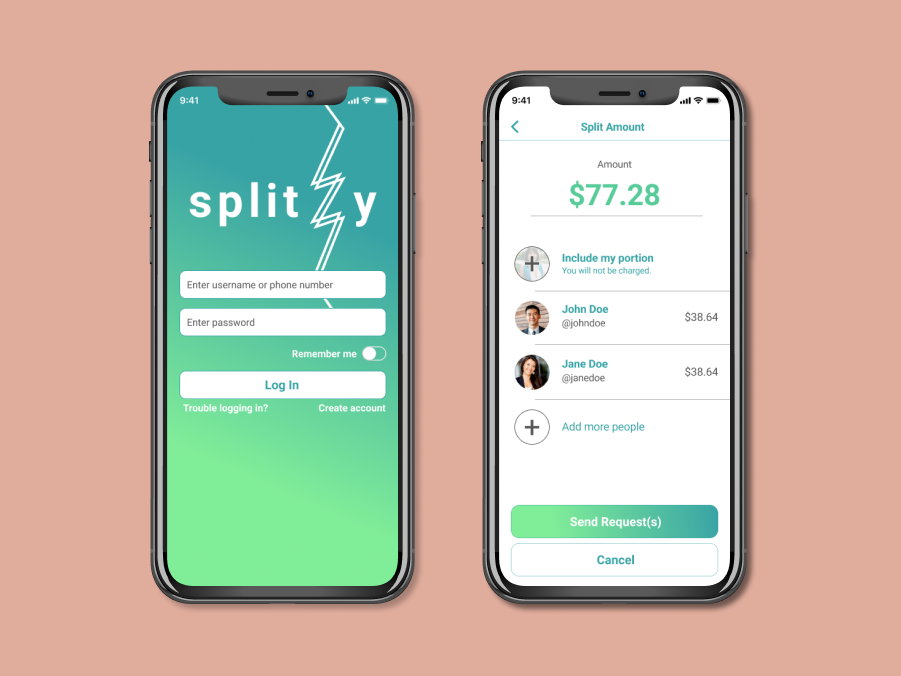 9:41
splitzy
Enter username or phone number
Enter password
Remember me
Log In
Trouble logging in? Create account
9:41
Split Amount
Amount
$77.28
Include my portion
You will not be charged.
John Doe
@johndoe
$38.64
Jane Doe
@janedoe
$38.64
Add more people
Send Request(s)
Cancel